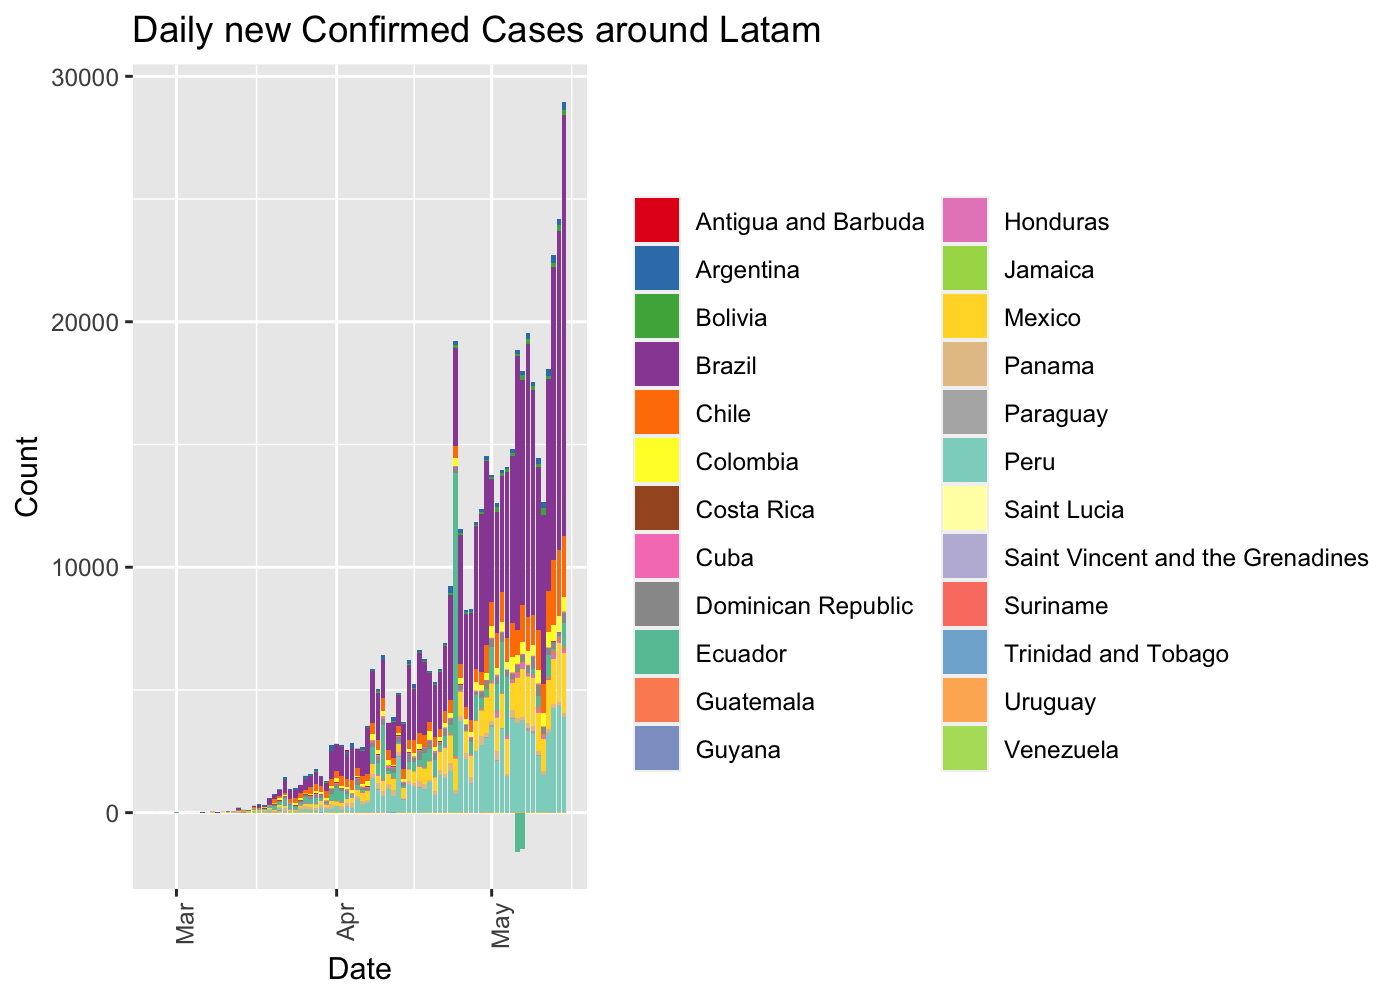 Daily new Confirmed Cases around Latam
30000
20000
10000
0
Count
Mar
Apr
May
Date
Antigua and Barbuda
Argentina
Bolivia
Brazil
Chile
Colombia
Costa Rica
Cuba
Dominican Republic
Ecuador
Guatemala
Guyana
Honduras
Jamaica
Mexico
Panama
Paraguay
Peru
Saint Lucia
Saint Vincent and the Grenadines
Suriname
Trinidad and Tobago
Uruguay
Venezuela